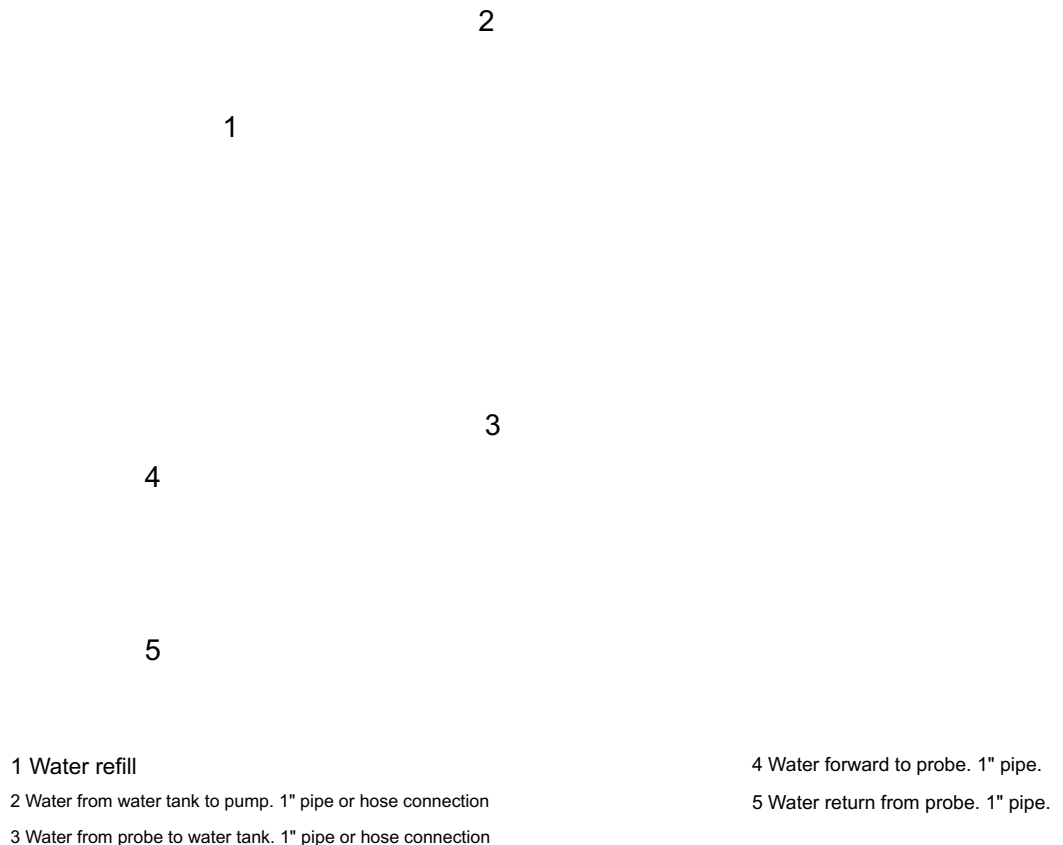 2
1
3
4
5
1 Water refill
2 Water from water tank to pump. 1" pipe or hose connection
3 Water from probe to water tank. 1" pipe or hose connection
4 Water forward to probe. 1" pipe.
5 Water return from probe. 1" pipe.